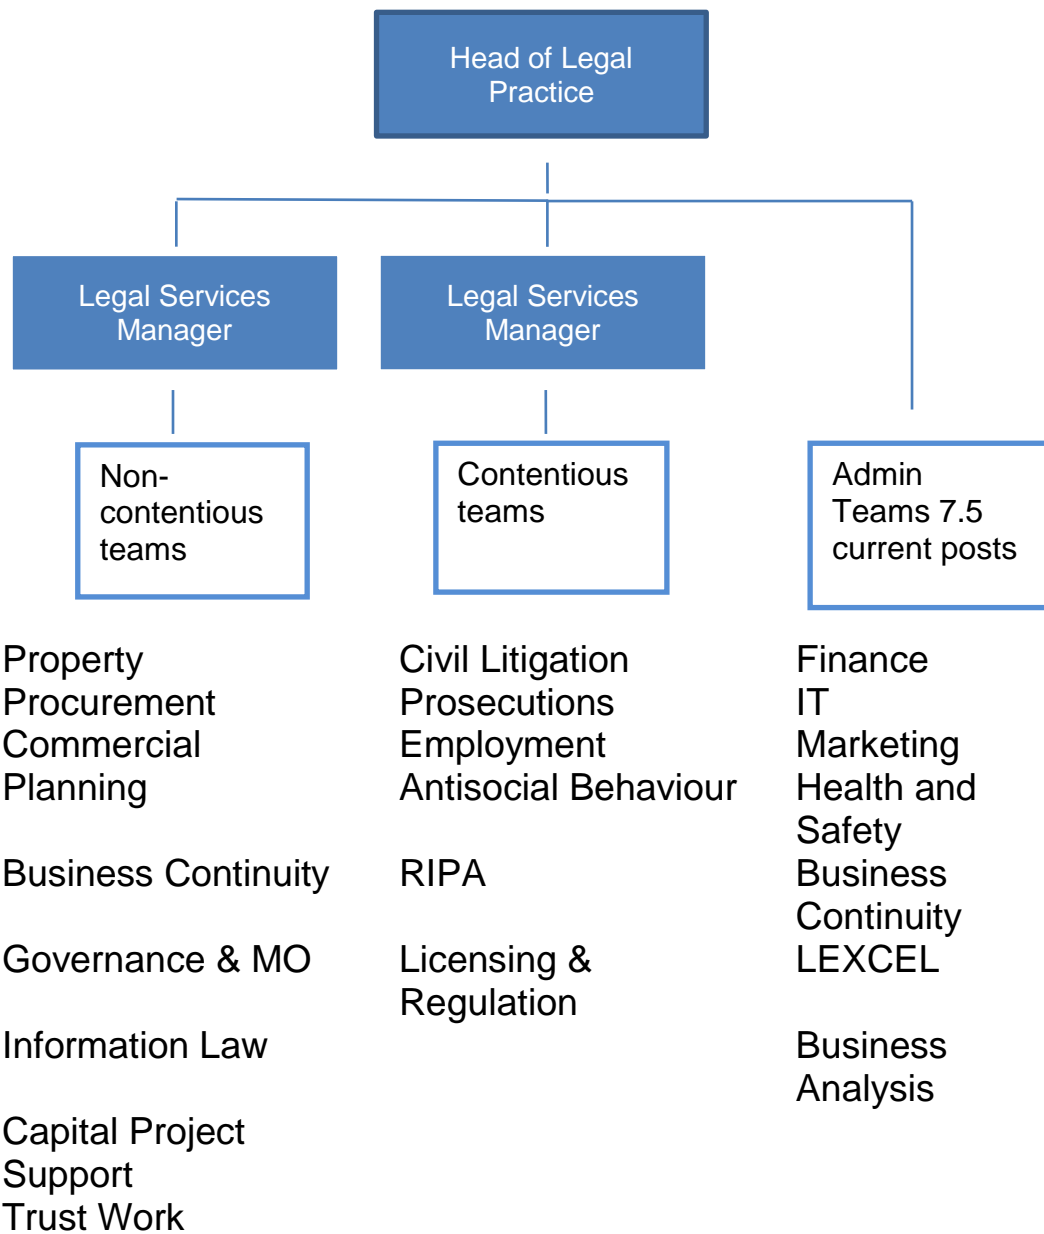 Head of Legal
Practice
Legal Services
Manager
Legal Services
Manager
Non-
contentious
teams
Contentious
teams
Admin
Teams 7.5
current posts
Property
Procurement
Commercial
Planning
Business Continuity
Governance & MO
Information Law
Capital Project
Support
Trust Work
Civil Litigation
Prosecutions
Employment
Antisocial Behaviour
RIPA
Licensing &
Regulation
Finance
IT
Marketing
Health and
Safety
Business
Continuity
LEXCEL
Business
Analysis